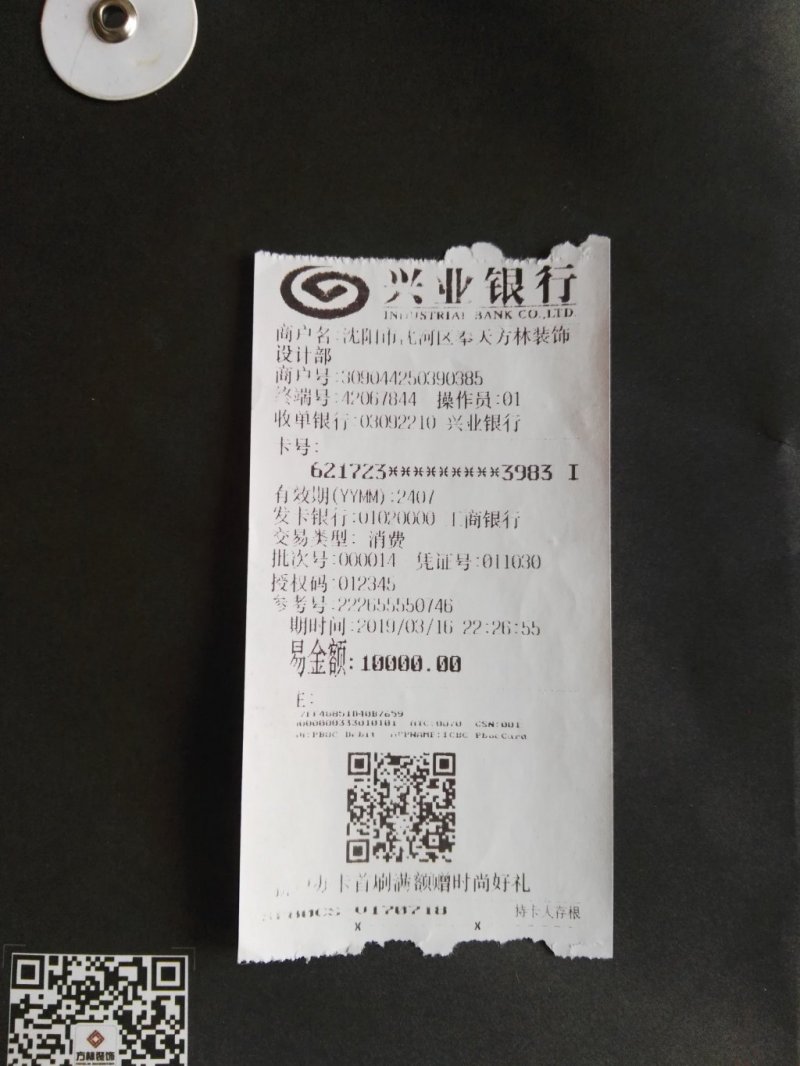 兴业银行
INDUSTRIAL BANK CO.,LTD.
商户名:沈阳市沈河区奉天方林装饰
设计部
商户号:309044250390385
终端号:42067844 操作员:01
收单银行:03092210 兴业银行
卡号:
621723*********3983 I
有效期(YYMM):2407
发卡银行:01020000 工商银行
交易类型: 消费
批次号:000014 凭证号:011030
授权码:012345
参考号:222655550746
期时间:2019/03/16 22:26:55
易金额:10000.00
CSN:001
卡首刷满额赠时尚好礼
持卡人存根
x x
方林装饰